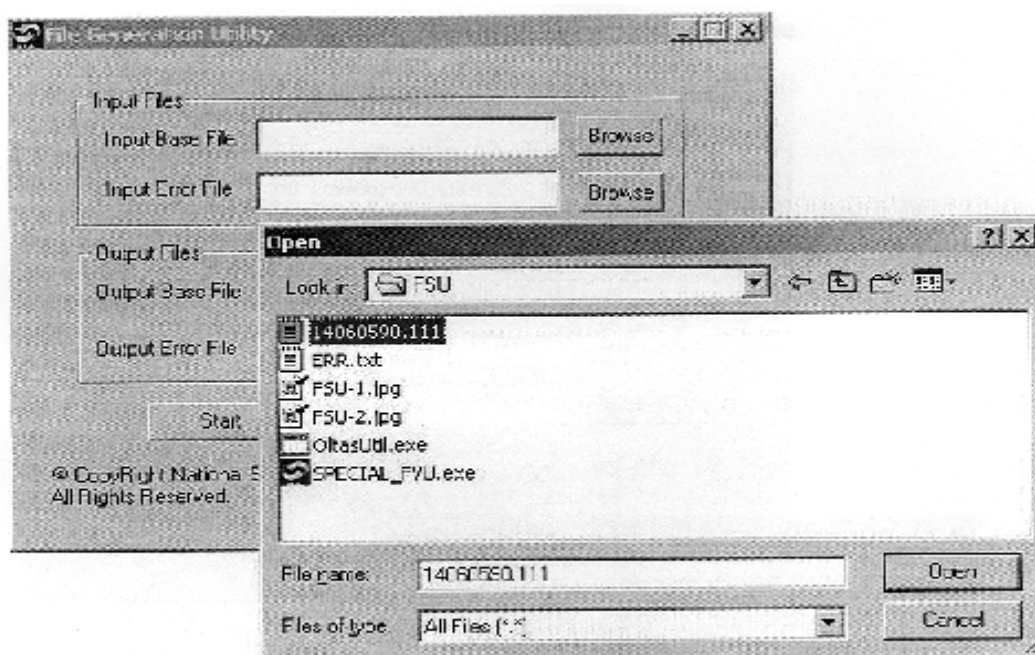 File Generation Utility
Input Files
Input Base File
Browse
Input Error File
Browse
Output Files
Output Base File
Output Error File
Start
© CopyRight National S
All Rights Reserved.
Open
Look in:
FSU
14060590.111
ERR.txt
FSU-1.jpg
FSU-2.jpg
OltasUtil.exe
SPECIAL_FVU.exe
File name:
14060590.111
Open
Files of type
All Files (*.*)
Cancel